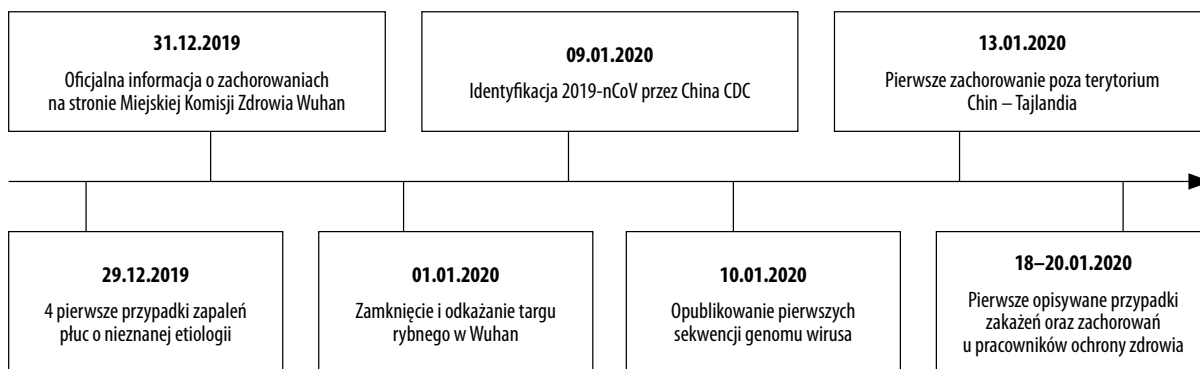 31.12.2019
Oficjalna informacja o zachorowaniach
na stronie Miejskiej Komisji Zdrowia Wuhan
09.01.2020
Identyfikacja 2019-nCoV przez China CDC
13.01.2020
Pierwsze zachorowanie poza terytorium
Chin – Tajlandia
29.12.2019
4 pierwsze przypadki zapaleń
płuc o nieznanej etiologii
01.01.2020
Zamknięcie i odkażanie targu
rybnego w Wuhan
10.01.2020
Opublikowanie pierwszych
sekwencji genomu wirusa
18–20.01.2020
Pierwsze opisywane przypadki
zakażeń oraz zachorowań
u pracowników ochrony zdrowia